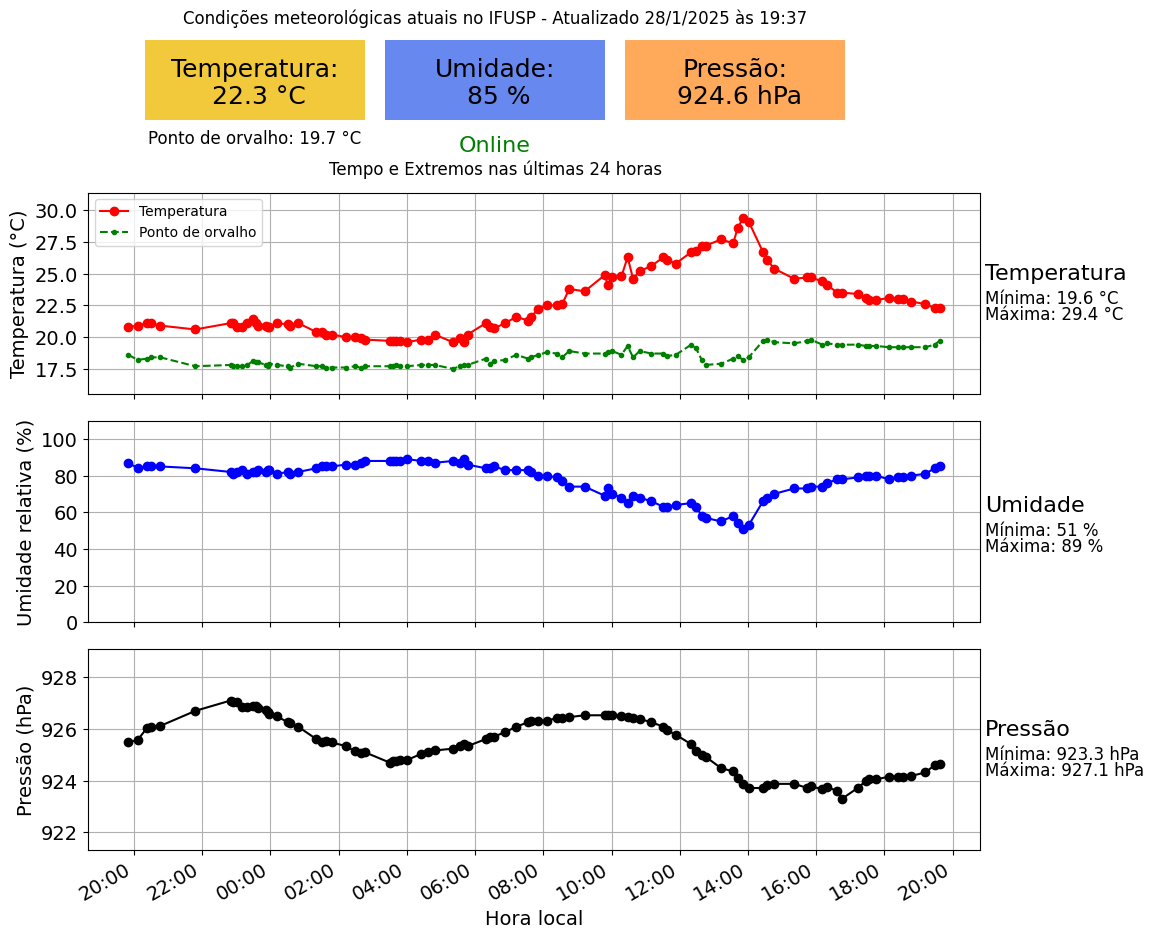 Condições meteorológicas atuais no IFUSP - Atualizado 28/1/2025 às 19:37
Temperatura:
22.3 °C
Umidade:
85 %
Pressão:
924.6 hPa
Ponto de orvalho: 19.7 °C
Online
Tempo e Extremos nas últimas 24 horas
Temperatura (°C)
30.0
27.5
25.0
22.5
20.0
17.5
Temperatura
Ponto de orvalho
Temperatura
Mínima: 19.6 °C
Máxima: 29.4 °C
Umidade relativa (%)
100
80
60
40
20
0
Umidade
Mínima: 51 %
Máxima: 89 %
Pressão (hPa)
928
926
924
922
Pressão
Mínima: 923.3 hPa
Máxima: 927.1 hPa
20:00 22:00 00:00 02:00 04:00 06:00 08:00 10:00 12:00 14:00 16:00 18:00 20:00
Hora local